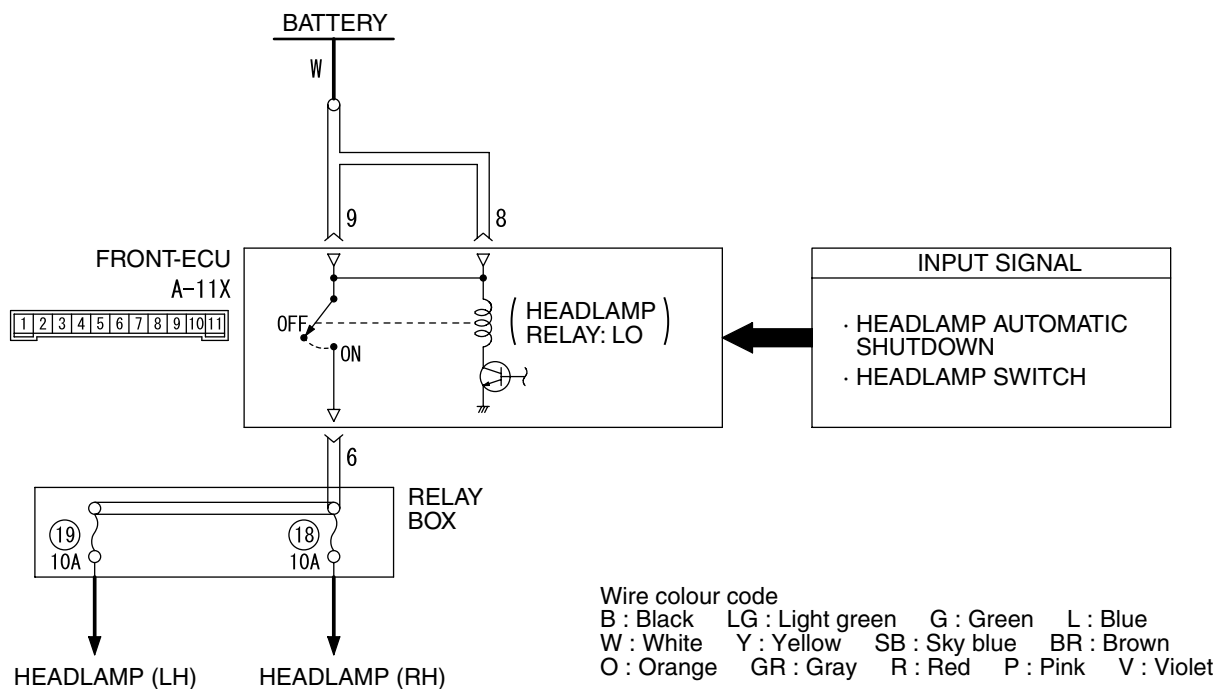 BATTERY
W
9
8
FRONT-ECU
A-11X
1 2 3 4 5 6 7 8 9 10 11
OFF
ON
( HEADLAMP
RELAY: LO )
INPUT SIGNAL
· HEADLAMP AUTOMATIC
SHUTDOWN
· HEADLAMP SWITCH
6
RELAY
BOX
19
10A
18
10A
HEADLAMP (LH)
HEADLAMP (RH)
Wire colour code
B : Black LG : Light green G : Green L : Blue
W : White Y : Yellow SB : Sky blue BR : Brown
O : Orange GR : Gray R : Red P : Pink V : Violet